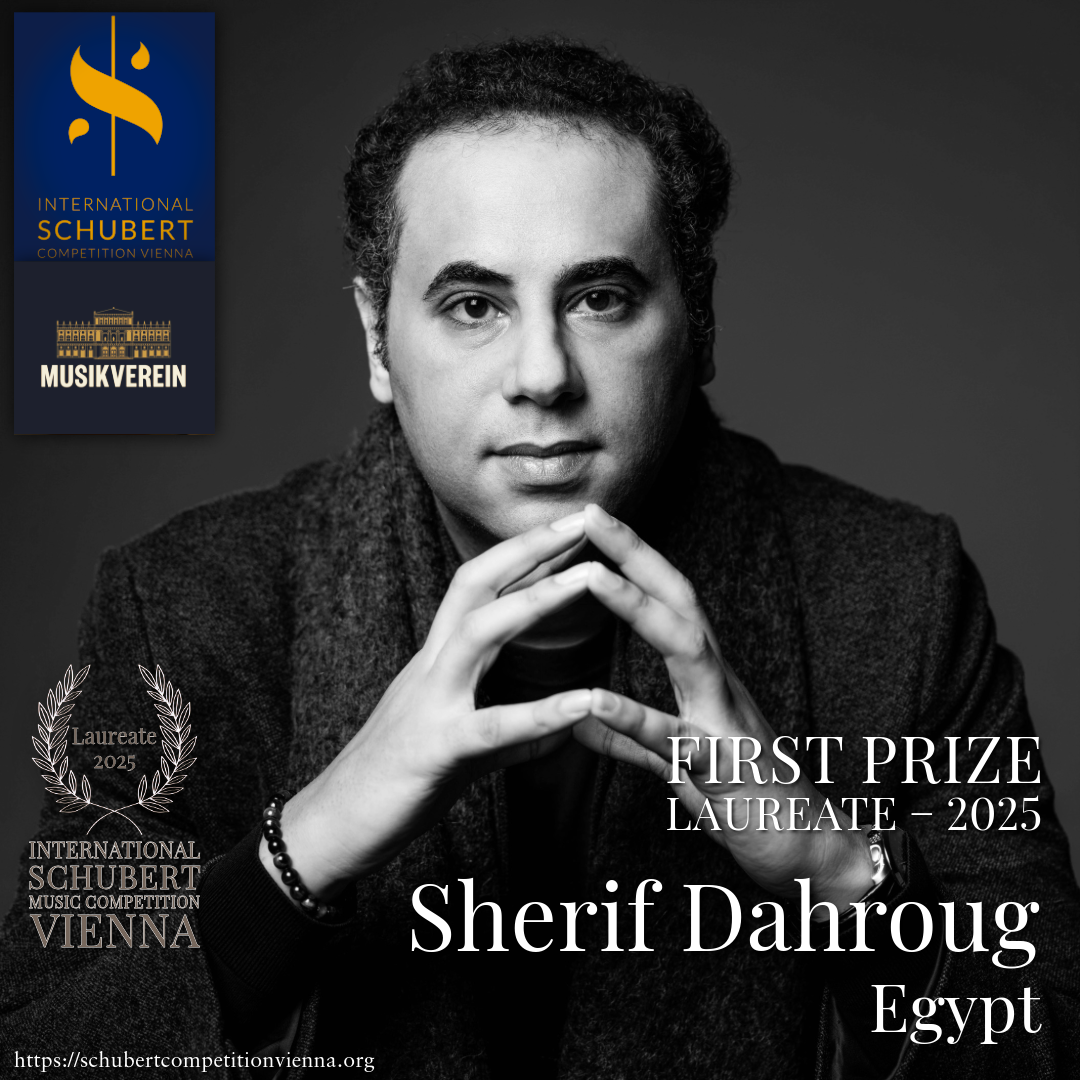 INTERNATIONAL
SCHUBERT
COMPETITION VIENNA
MUSIKVEREIN
Laureate
2025
INTERNATIONAL
SCHUBERT
MUSIC COMPETITION
VIENNA
FIRST PRIZE
LAUREATE – 2025
Sherif Dahroug
Egypt
https://schubertcompetitionvienna.org